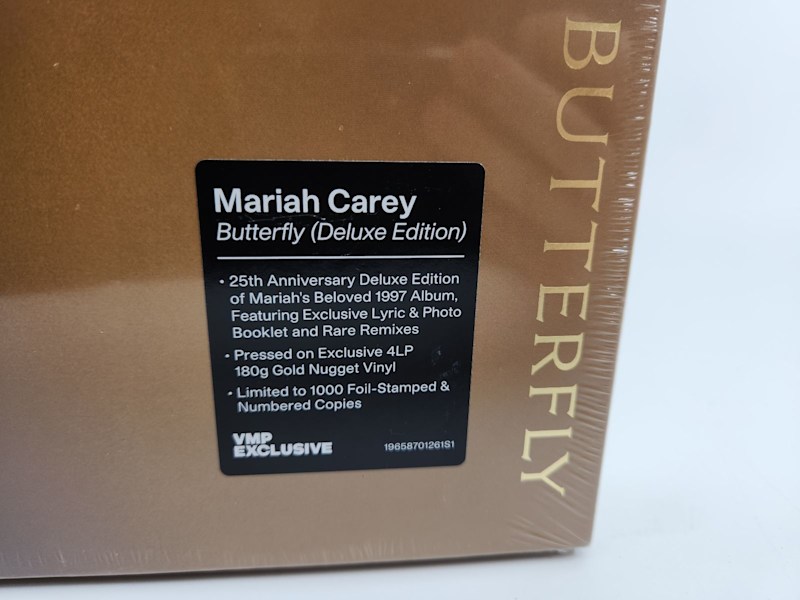 Mariah Carey
Butterfly (Deluxe Edition)
• 25th Anniversary Deluxe Edition
of Mariah's Beloved 1997 Album,
Featuring Exclusive Lyric & Photo
Booklet and Rare Remixes
• Pressed on Exclusive 4LP
180g Gold Nugget Vinyl
• Limited to 1000 Foil-Stamped &
Numbered Copies
VMP
EXCLUSIVE
19658701261S1
BUTTERFLY